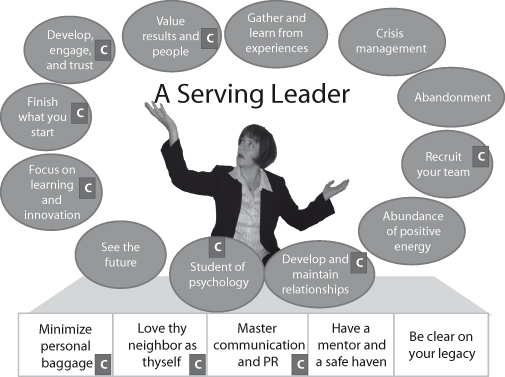 A Serving Leader
Develop,
engage,
and trust
C
Value
results and
people
C
Gather and
learn from
experiences
Crisis
management
Abandonment
Finish
what you
start
C
Recruit
your team
C
Focus on
learning
and
innovation
C
Abundance
of positive
energy
See the
future
C
Student of
psychology
Develop and
maintain
relationships
C
Minimize
personal
baggage
C
Love thy
neighbor as
thyself
C
Master
communication
and PR
C
Have a
mentor and
a safe haven
Be clear on
your legacy